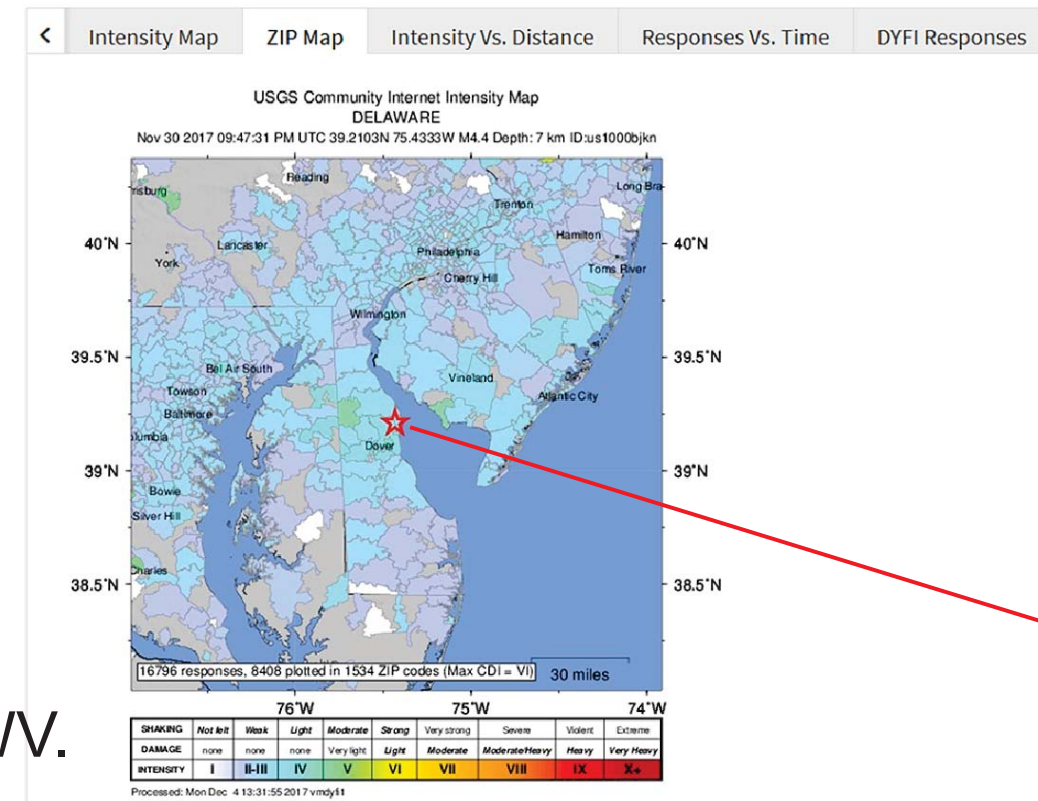 Intensity Map ZIP Map Intensity Vs. Distance Responses Vs. Time DYFI Responses
USGS Community Internet Intensity Map
DELAWARE
Nov 30 2017 09:47:31 PM UTC 39.2103N 75.4333W M4.4 Depth: 7 km ID:us1000bjkn
Reading
risburg
Long Bra-
Trenton
40°N
Lancaster
Hamilton
40°N
Philadelphia
York
Cherry Hill
Toms River
Wilmington
39.5°N
39.5°N
Bel Air South
Vineland
Towson
Atlantic City
Baltimore
lumbia
Dover
39°N
39°N
Bowie
Silver Hill
Charles
38.5°N
38.5°N
16796 responses, 8408 plotted in 1534 ZIP codes (Max CDI = VI)
30 miles
76°W 75°W 74°W
VV.
SHAKING Not felt Weak Light Moderate Strong Very strong Severe Violent Extreme
DAMAGE none none none Very light Light Moderate Moderate/Heavy Heavy Very Heavy
INTENSITY I II-III IV V VI VII VIII IX X+
Processed: Mon Dec 4 13:31:55 2017 vmdyfi1